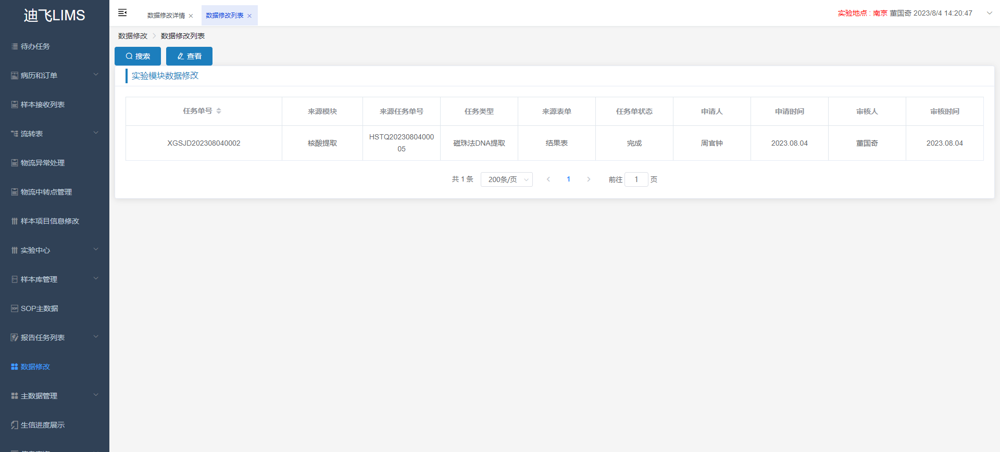 迪飞LIMS
数据修改详情
数据修改列表
实验地点 : 南京 董国奇 2023/8/4 14:20:47
待办任务
病历和订单
样本接收列表
流转表
物流异常处理
物流中转点管理
样本项目信息修改
实验中心
样本库管理
SOP主数据
报告任务列表
数据修改
主数据管理
生信进度展示
数据修改 > 数据修改列表
搜索 查看
实验模块数据修改
任务单号 来源模块 来源任务单号 任务类型 来源表单 任务单状态 申请人 申请时间 审核人 审核时间
XGSJD202308040002 核酸提取 HSTQ20230804000
05 磁珠法DNA提取 结果表 完成 周官钟 2023.08.04 董国奇 2023.08.04
共 1 条 200条/页 1 前往 1 页